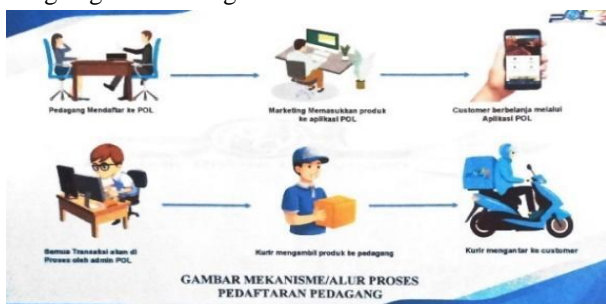 Pedagang Mendaftar ke POL
Marketing Memasukkan produk
ke aplikasi POL
Customer berbelanja melalui
Aplikasi POL
Semua Transaksi akan di
Proses oleh admin POL
Kurir mengambil produk ke pedagang
Kurir mengantar ke customer
GAMBAR MEKANISME/ALUR PROSES
PEDAFTARAN PEDAGANG